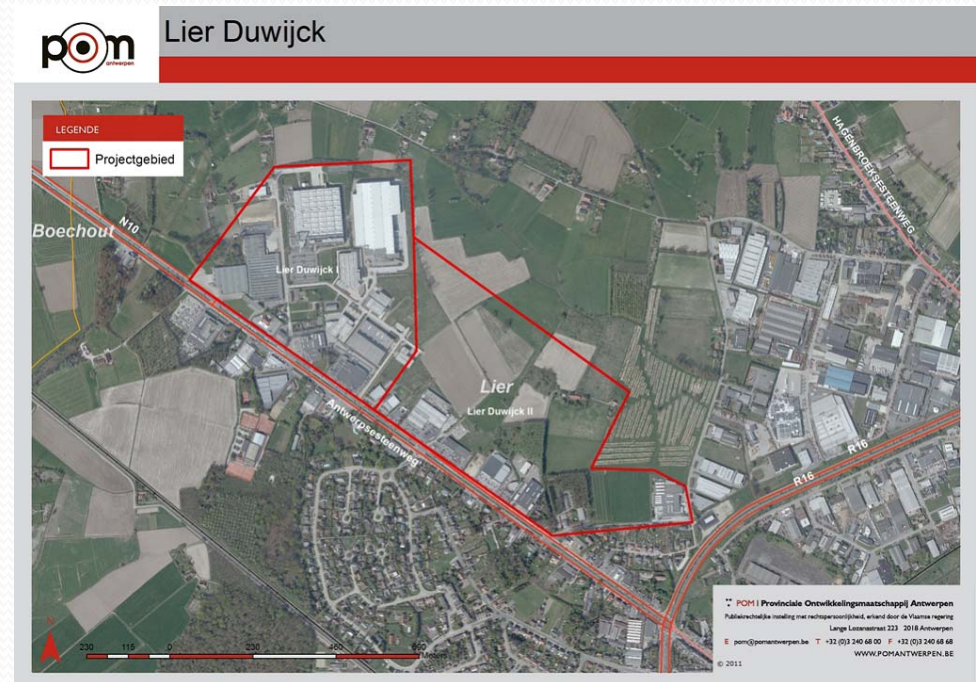 pom
antwerpen
Lier Duwijck
LEGENDE
Projectgebied
HAGENBROEKSESTEENWEG
N10
Boechout
Lier Duwijck I
Lier
Lier Duwijck II
Antwerpsesteenweg
R16
R16
N
230 115 0 230 460 690
Meters
POM I Provinciale Ontwikkelingsmaatschappij Antwerpen
Publiekrechtelijke instelling met rechtspersoonlijkheid, erkend door de Vlaamse regering
Lange Lozanastraat 223 2018 Antwerpen
E pom@pomantwerpen.be T +32 (0)3 240 68 00 F +32 (0)3 240 68 68
WWW.POMANTWERPEN.BE
© 2011